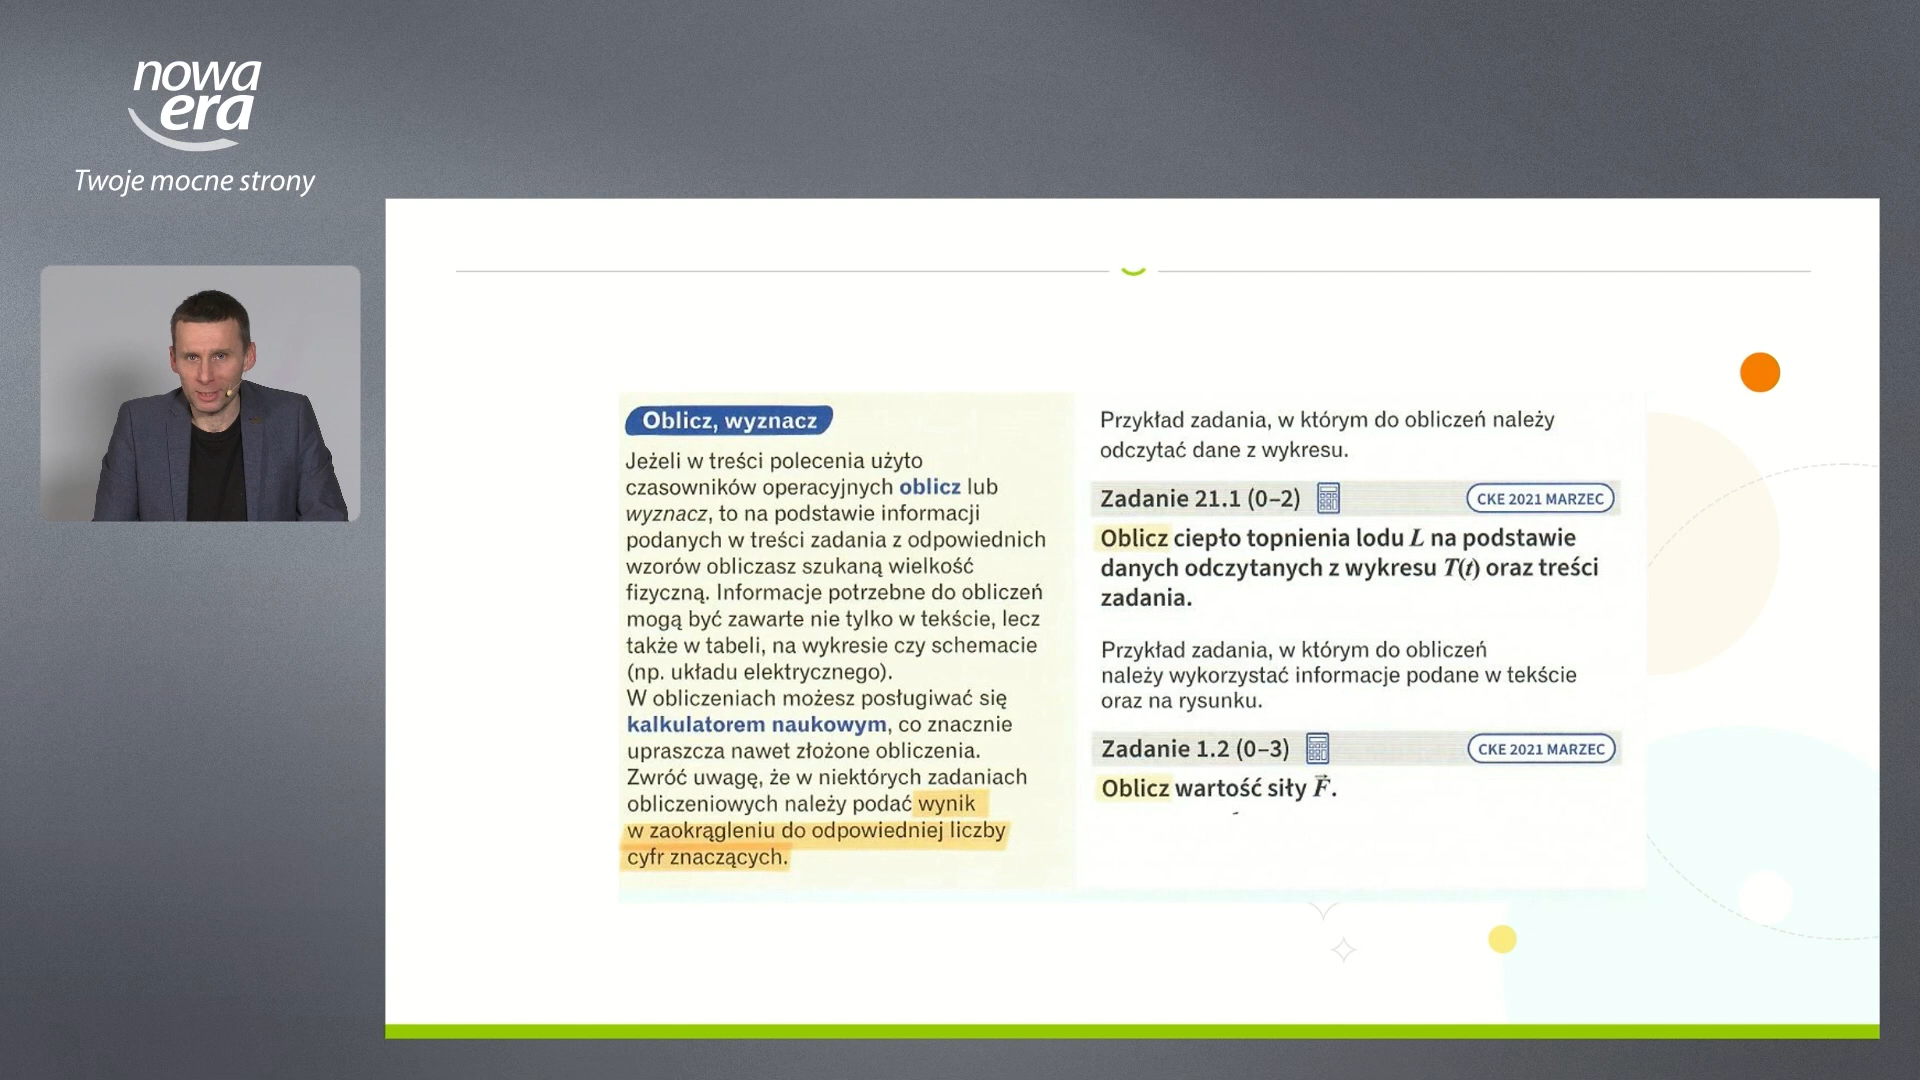 nowa
era
Twoje mocne strony
Oblicz, wyznacz
Jeżeli w treści polecenia użyto
czasowników operacyjnych oblicz lub
wyznacz, to na podstawie informacji
podanych w treści zadania z odpowiednich
wzorów obliczasz szukaną wielkość
fizyczną. Informacje potrzebne do obliczeń
mogą być zawarte nie tylko w tekście, lecz
także w tabeli, na wykresie czy schemacie
(np. układu elektrycznego).
W obliczeniach możesz posługiwać się
kalkulatorem naukowym, co znacznie
upraszcza nawet złożone obliczenia.
Zwróć uwagę, że w niektórych zadaniach
obliczeniowych należy podać wynik
w zaokrągleniu do odpowiedniej liczby
cyfr znaczących.
Przykład zadania, w którym do obliczeń należy
odczytać dane z wykresu.
Zadanie 21.1 (0–2) CKE 2021 MARZEC
Oblicz ciepło topnienia lodu L na podstawie
danych odczytanych z wykresu T(t) oraz treści
zadania.
Przykład zadania, w którym do obliczeń
należy wykorzystać informacje podane w tekście
oraz na rysunku.
Zadanie 1.2 (0–3) CKE 2021 MARZEC
Oblicz wartość siły F⃗.